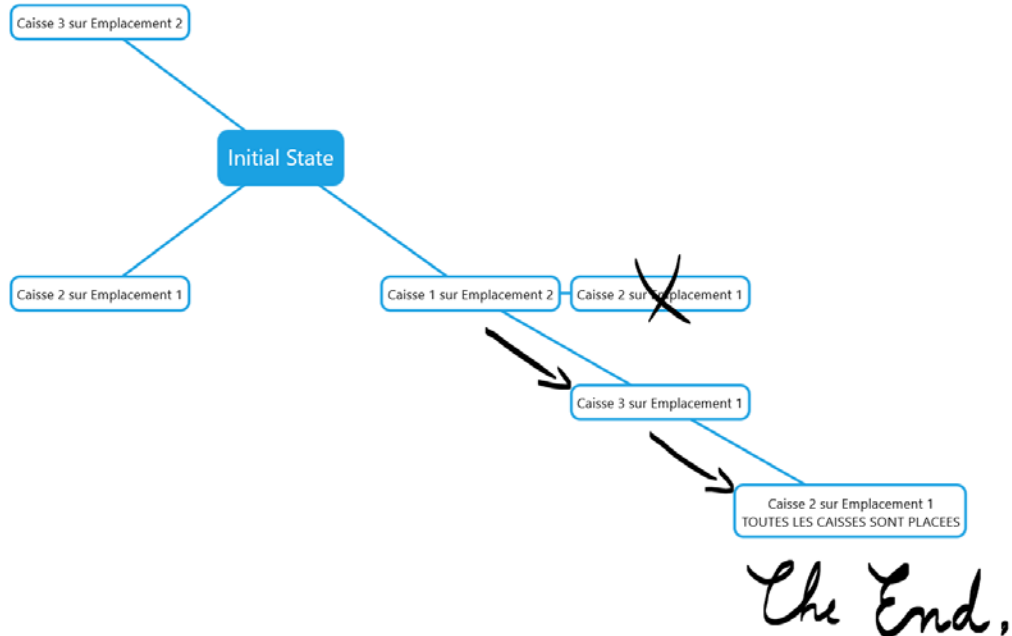 Caisse 3 sur Emplacement 2
Initial State
Caisse 2 sur Emplacement 1
Caisse 1 sur Emplacement 2
Caisse 2 sur Emplacement 1
Caisse 3 sur Emplacement 1
Caisse 2 sur Emplacement 1
TOUTES LES CAISSES SONT PLACEES
The End.